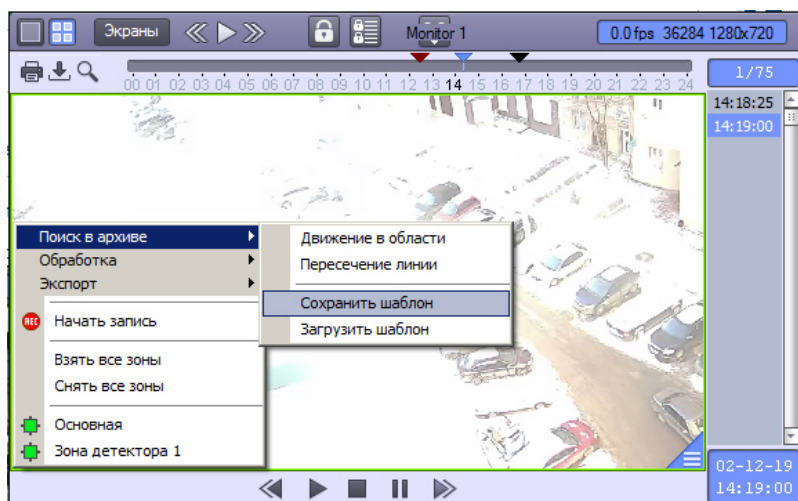 Экраны
Monitor 1
0.0 fps 36284 1280x720
00 01 02 03 04 05 06 07 08 09 10 11 12 13 14 15 16 17 18 19 20 21 22 23 24
1/75
14:18:25
14:19:00
Поиск в архиве
Обработка
Экспорт
REC Начать запись
Взять все зоны
Снять все зоны
Основная
Зона детектора 1
Движение в области
Пересечение линии
Сохранить шаблон
Загрузить шаблон
02-12-19
14:19:00